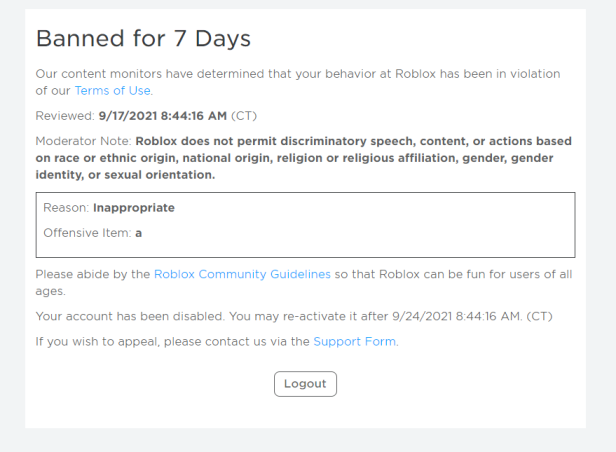 Banned for 7 Days
Our content monitors have determined that your behavior at Roblox has been in violation
of our Terms of Use.
Reviewed: 9/17/2021 8:44:16 AM (CT)
Moderator Note: Roblox does not permit discriminatory speech, content, or actions based
on race or ethnic origin, national origin, religion or religious affiliation, gender, gender
identity, or sexual orientation.
Reason: Inappropriate
Offensive Item: a
Please abide by the Roblox Community Guidelines so that Roblox can be fun for users of all
ages.
Your account has been disabled. You may re-activate it after 9/24/2021 8:44:16 AM. (CT)
If you wish to appeal, please contact us via the Support Form.
Logout